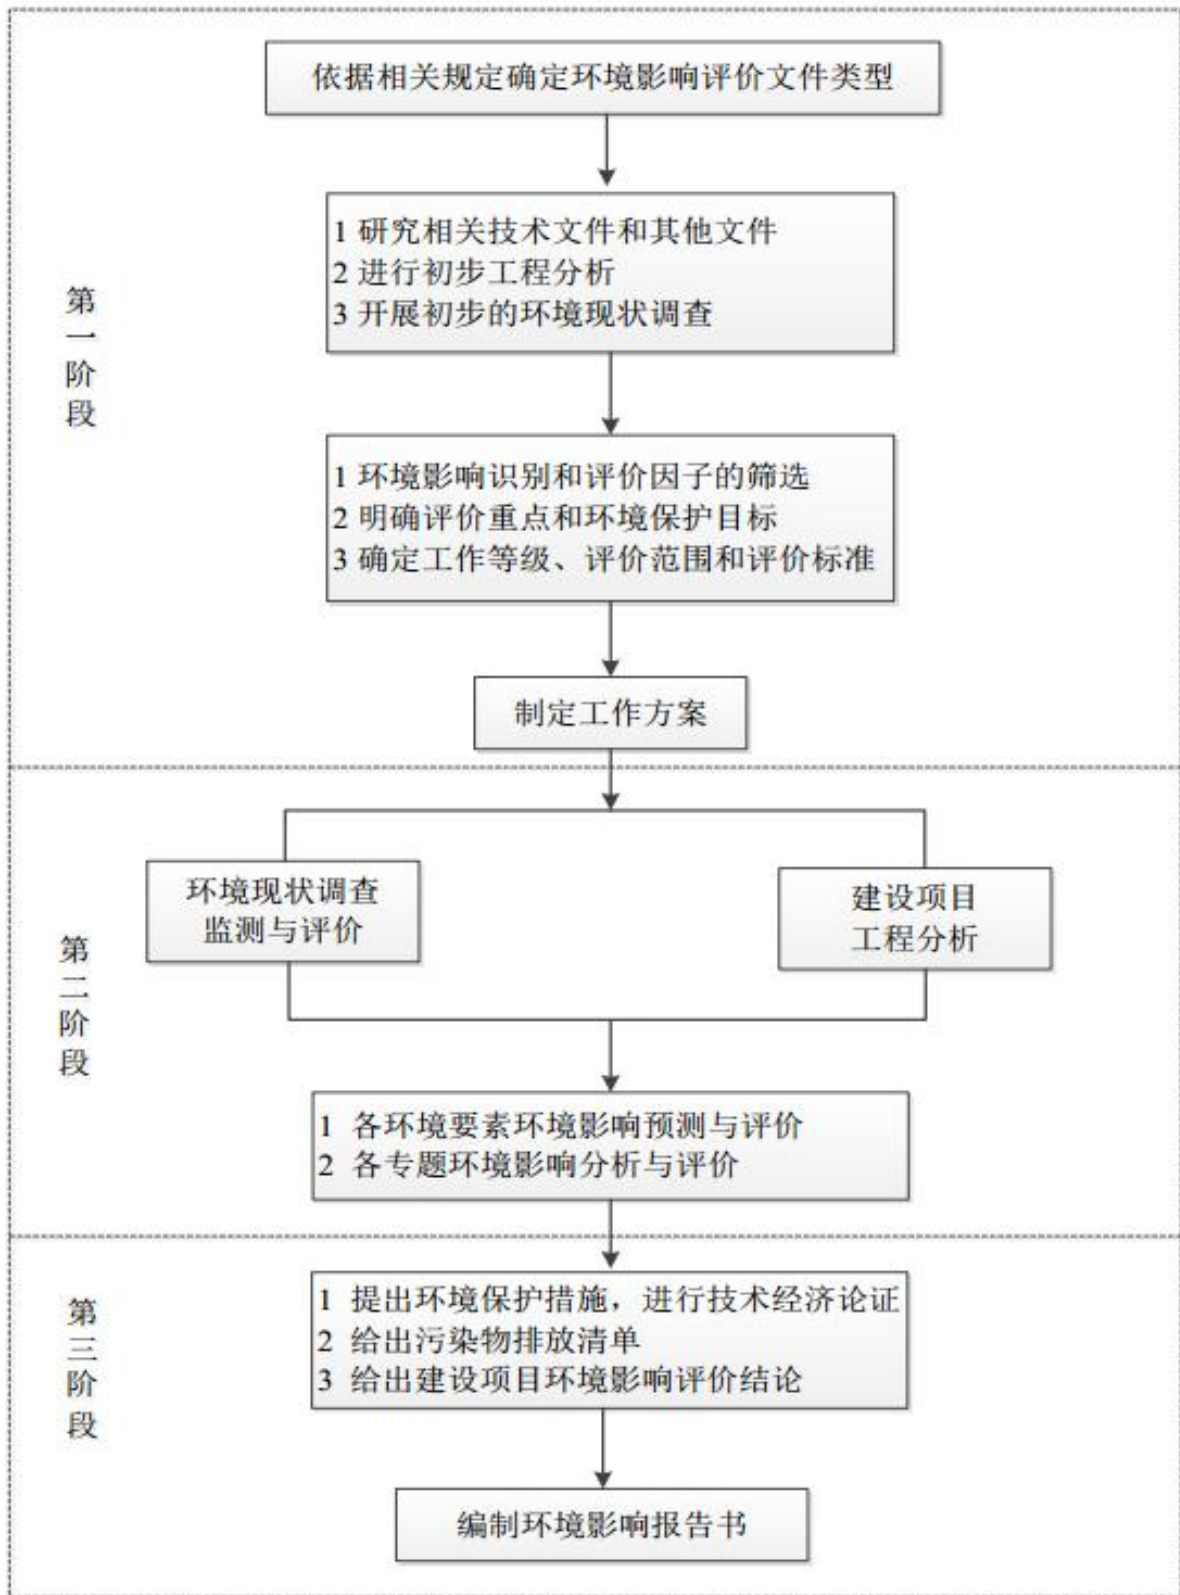 依据相关规定确定环境影响评价文件类型
1 研究相关技术文件和其他文件
2 进行初步工程分析
3 开展初步的环境现状调查
第一阶段
1 环境影响识别和评价因子的筛选
2 明确评价重点和环境保护目标
3 确定工作等级、评价范围和评价标准
制定工作方案
环境现状调查
监测与评价
建设项目
工程分析
第二阶段
1 各环境要素环境影响预测与评价
2 各专题环境影响分析与评价
第三阶段
1 提出环境保护措施，进行技术经济论证
2 给出污染物排放清单
3 给出建设项目环境影响评价结论
编制环境影响报告书